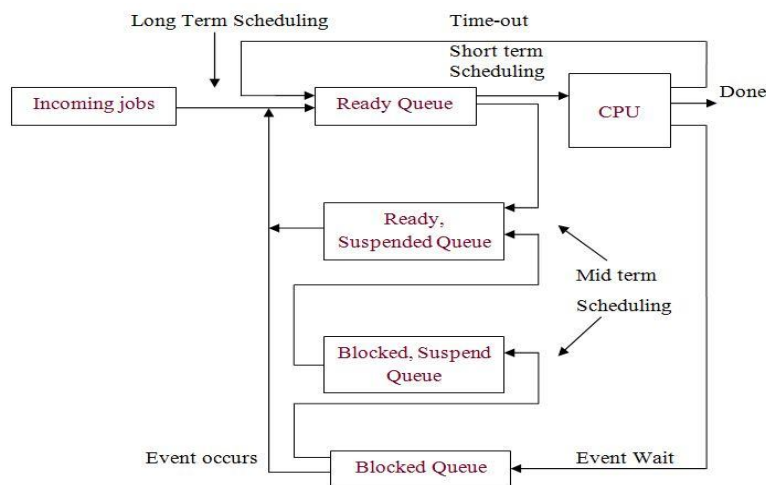 Long Term Scheduling
Time-out
Short term
Scheduling
Incoming jobs
Ready Queue
CPU
Done
Ready,
Suspended Queue
Mid term
Scheduling
Blocked, Suspend
Queue
Event occurs
Blocked Queue
Event Wait